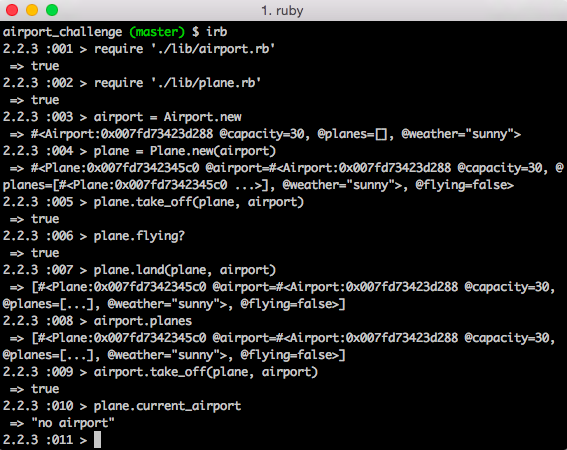 1. ruby
airport_challenge (master) $ irb
2.2.3 :001 > require './lib/airport.rb'
 => true
2.2.3 :002 > require './lib/plane.rb'
 => true
2.2.3 :003 > airport = Airport.new
 => #<Airport:0x007fd73423d288 @capacity=30, @planes=[], @weather="sunny">
2.2.3 :004 > plane = Plane.new(airport)
 => #<Plane:0x007fd7342345c0 @airport=#<Airport:0x007fd73423d288 @capacity=30, @
planes=[#<Plane:0x007fd7342345c0 ...>], @weather="sunny">, @flying=false>
2.2.3 :005 > plane.take_off(plane, airport)
 => true
2.2.3 :006 > plane.flying?
 => true
2.2.3 :007 > plane.land(plane, airport)
 => [#<Plane:0x007fd7342345c0 @airport=#<Airport:0x007fd73423d288 @capacity=30, 
@planes=[...], @weather="sunny">, @flying=false>]
2.2.3 :008 > airport.planes
 => [#<Plane:0x007fd7342345c0 @airport=#<Airport:0x007fd73423d288 @capacity=30, 
@planes=[...], @weather="sunny">, @flying=false>]
2.2.3 :009 > airport.take_off(plane, airport)
 => true
2.2.3 :010 > plane.current_airport
 => "no airport"
2.2.3 :011 >